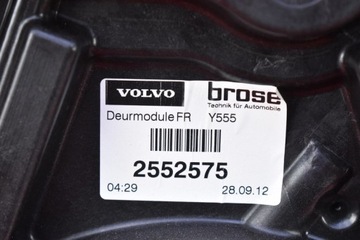 VOLVO
brose
Technik für Automobile
Deurmodule FR Y555
2552575
04:29 28.09.12